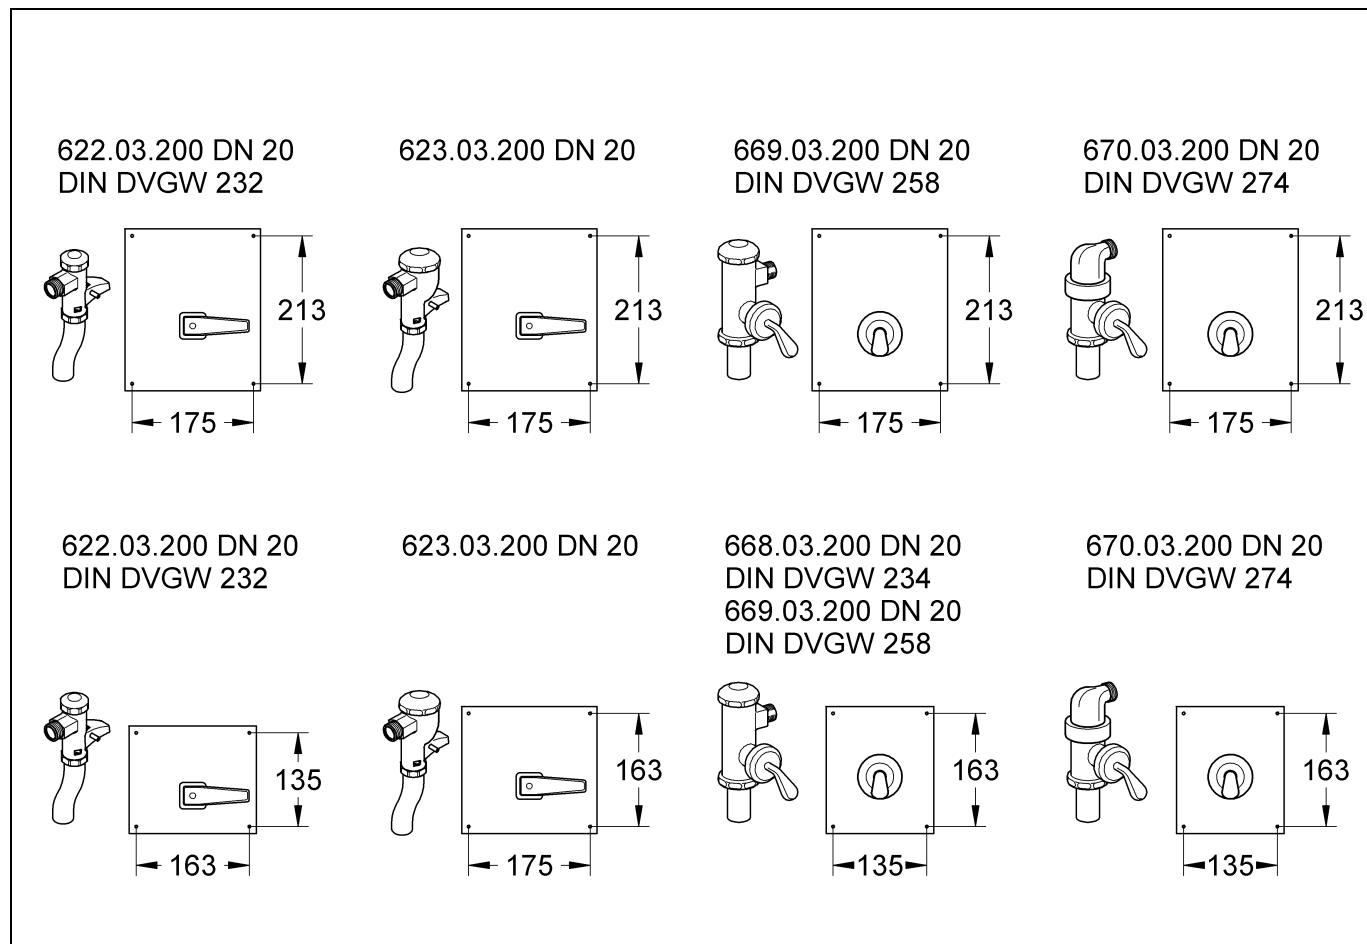 622.03.200 DN 20
DIN DVGW 232
623.03.200 DN 20
669.03.200 DN 20
DIN DVGW 258
670.03.200 DN 20
DIN DVGW 274
213
175
213
175
213
175
213
175
622.03.200 DN 20
DIN DVGW 232
623.03.200 DN 20
668.03.200 DN 20
DIN DVGW 234
669.03.200 DN 20
DIN DVGW 258
670.03.200 DN 20
DIN DVGW 274
135
163
163
175
163
135
163
135